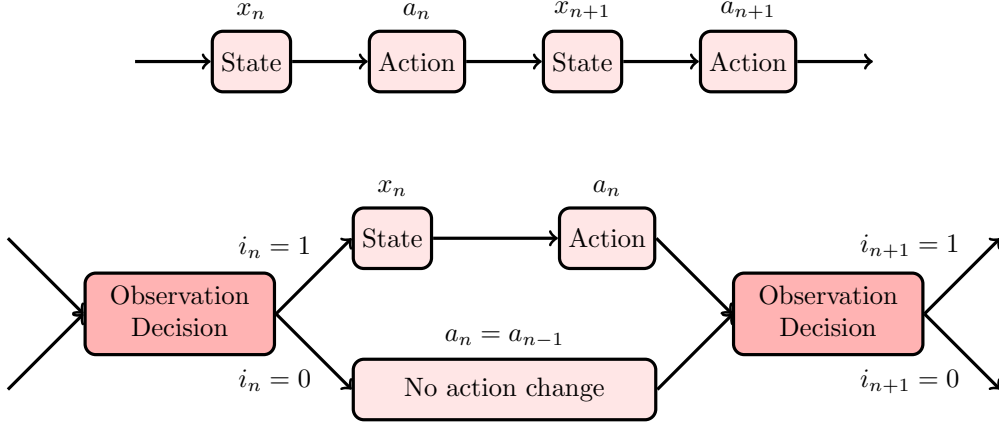 x_n a_n x_{n+1} a_{n+1}
State Action State Action
x_n a_n
i_n = 1 State Action i_{n+1} = 1
Observation
Decision
Observation
Decision
a_n = a_{n-1}
i_n = 0 No action change i_{n+1} = 0